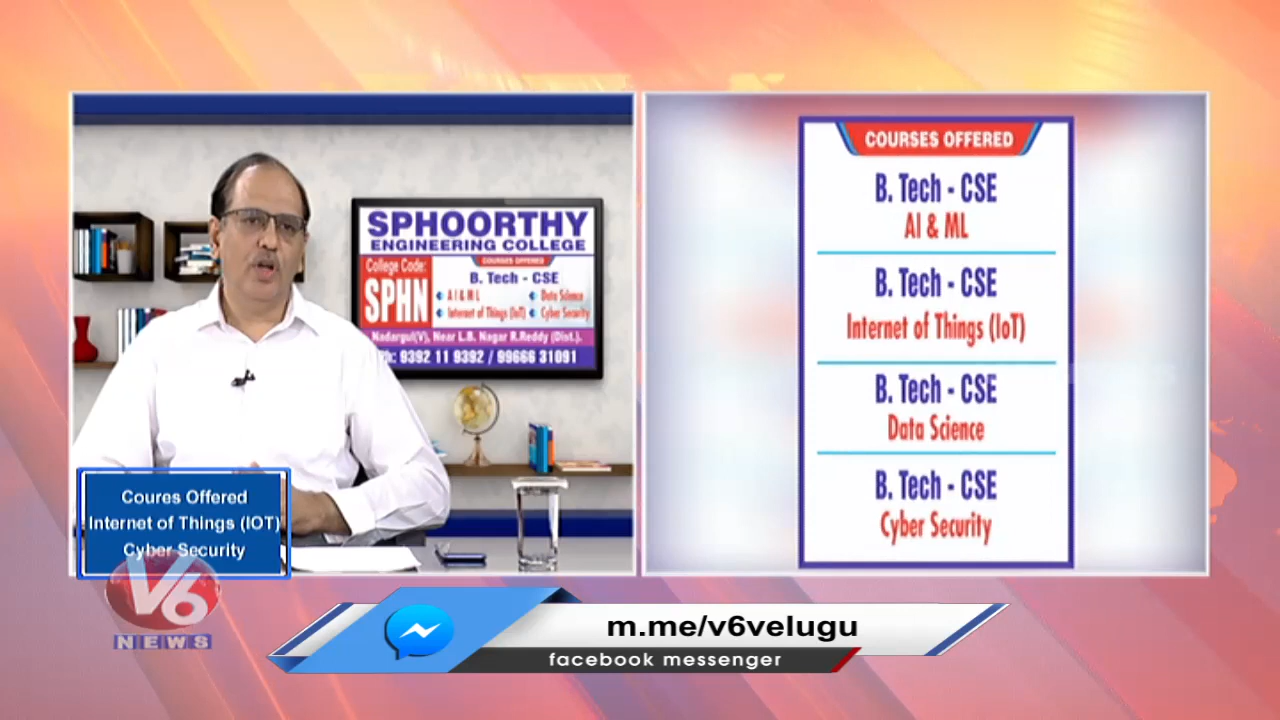 SPHOORTHY
ENGINEERING COLLEGE
COURSES OFFERED
College Code:
SPHN
B. Tech - CSE
AI & ML
Data Science
Internet of Things (IoT)
Cyber Security
Nadargul(V), Near L.B. Nagar R.Reddy (Dist.).
Ph: 9392 11 9392 / 99666 31091
COURSES OFFERED
B. Tech - CSE
AI & ML
B. Tech - CSE
Internet of Things (IoT)
B. Tech - CSE
Data Science
B. Tech - CSE
Cyber Security
Coures Offered
Internet of Things (IOT)
Cyber Security
V6
NEWS
m.me/v6velugu
facebook messenger